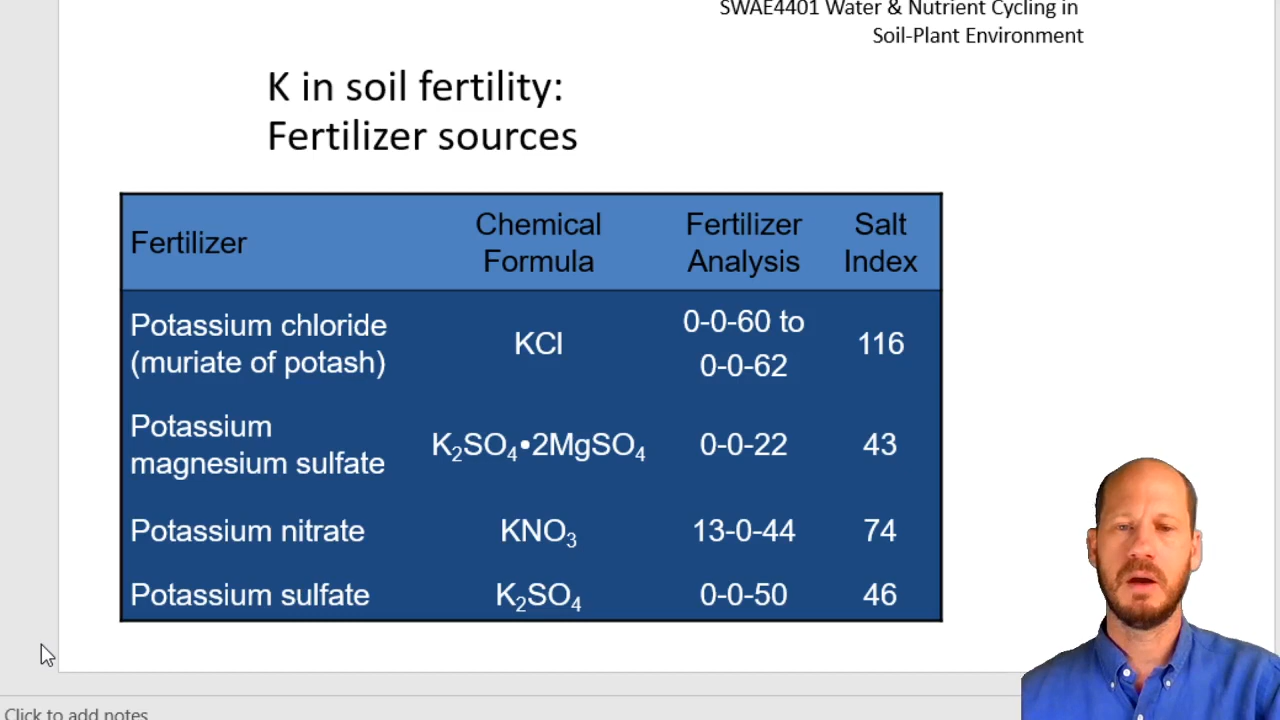 SWAE4401 Water & Nutrient Cycling in
Soil-Plant Environment
K in soil fertility:
Fertilizer sources
Fertilizer
Chemical
Formula
Fertilizer
Analysis
Salt
Index
Potassium chloride
(muriate of potash)
KCl
0-0-60 to
0-0-62
116
Potassium
magnesium sulfate
K₂SO₄•2MgSO₄
0-0-22
43
Potassium nitrate
KNO₃
13-0-44
74
Potassium sulfate
K₂SO₄
0-0-50
46
Click to add notes